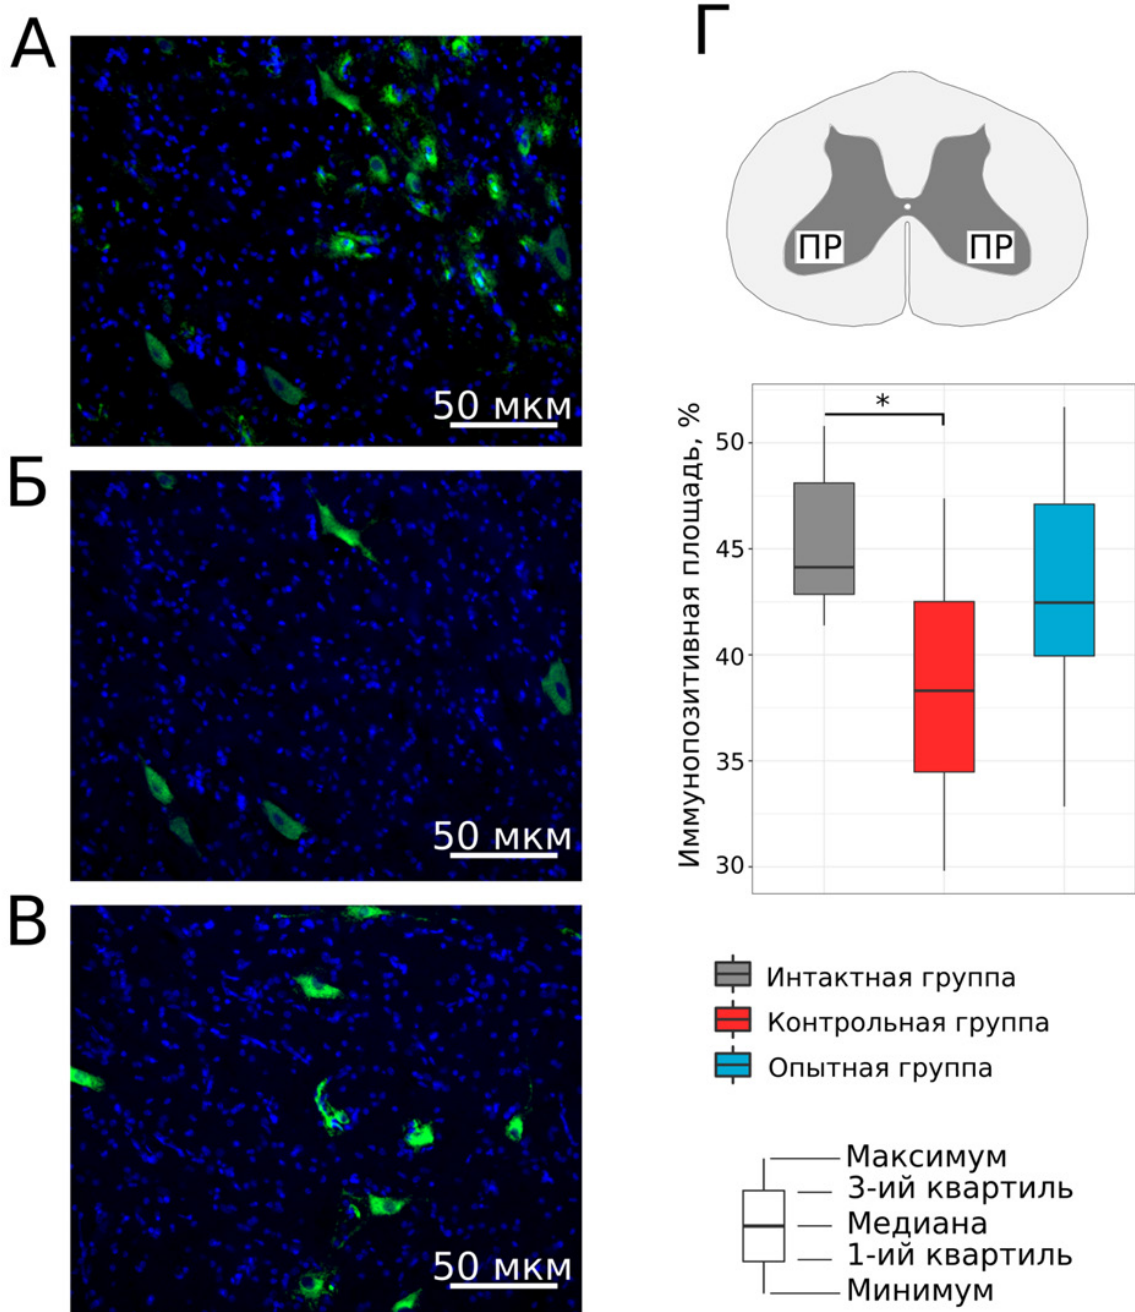 А
50 мкм
Б
50 мкм
В
50 мкм
Г
ПР ПР
Иммунопозитивная площадь, %
*
50
45
40
35
30
Интактная группа
Контрольная группа
Опытная группа
Максимум
3-ий квартиль
Медиана
1-ий квартиль
Минимум